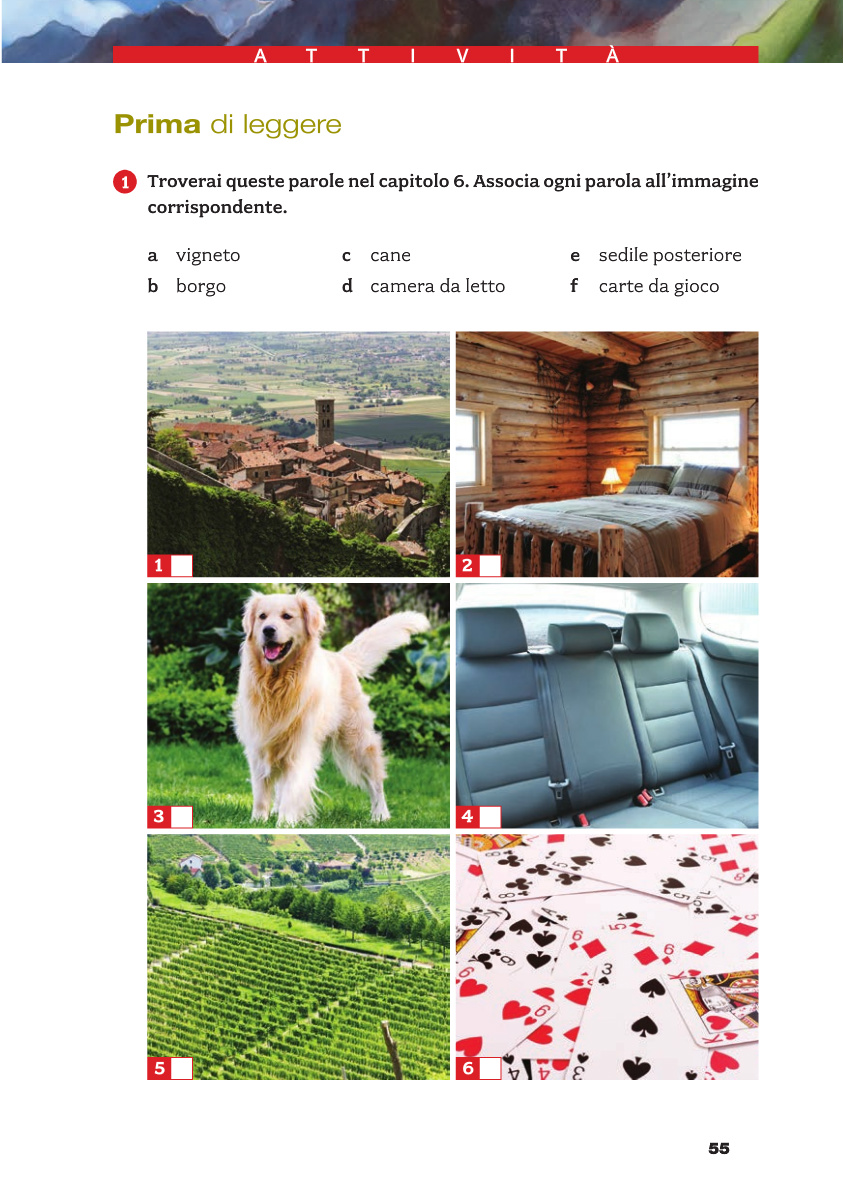 ATTIVITÀ
Prima di leggere
1 Troverai queste parole nel capitolo 6. Associa ogni parola all'immagine
corrispondente.
a vigneto
b borgo
c cane
d camera da letto
e sedile posteriore
f carte da gioco
1
2
3
4
5
6
55